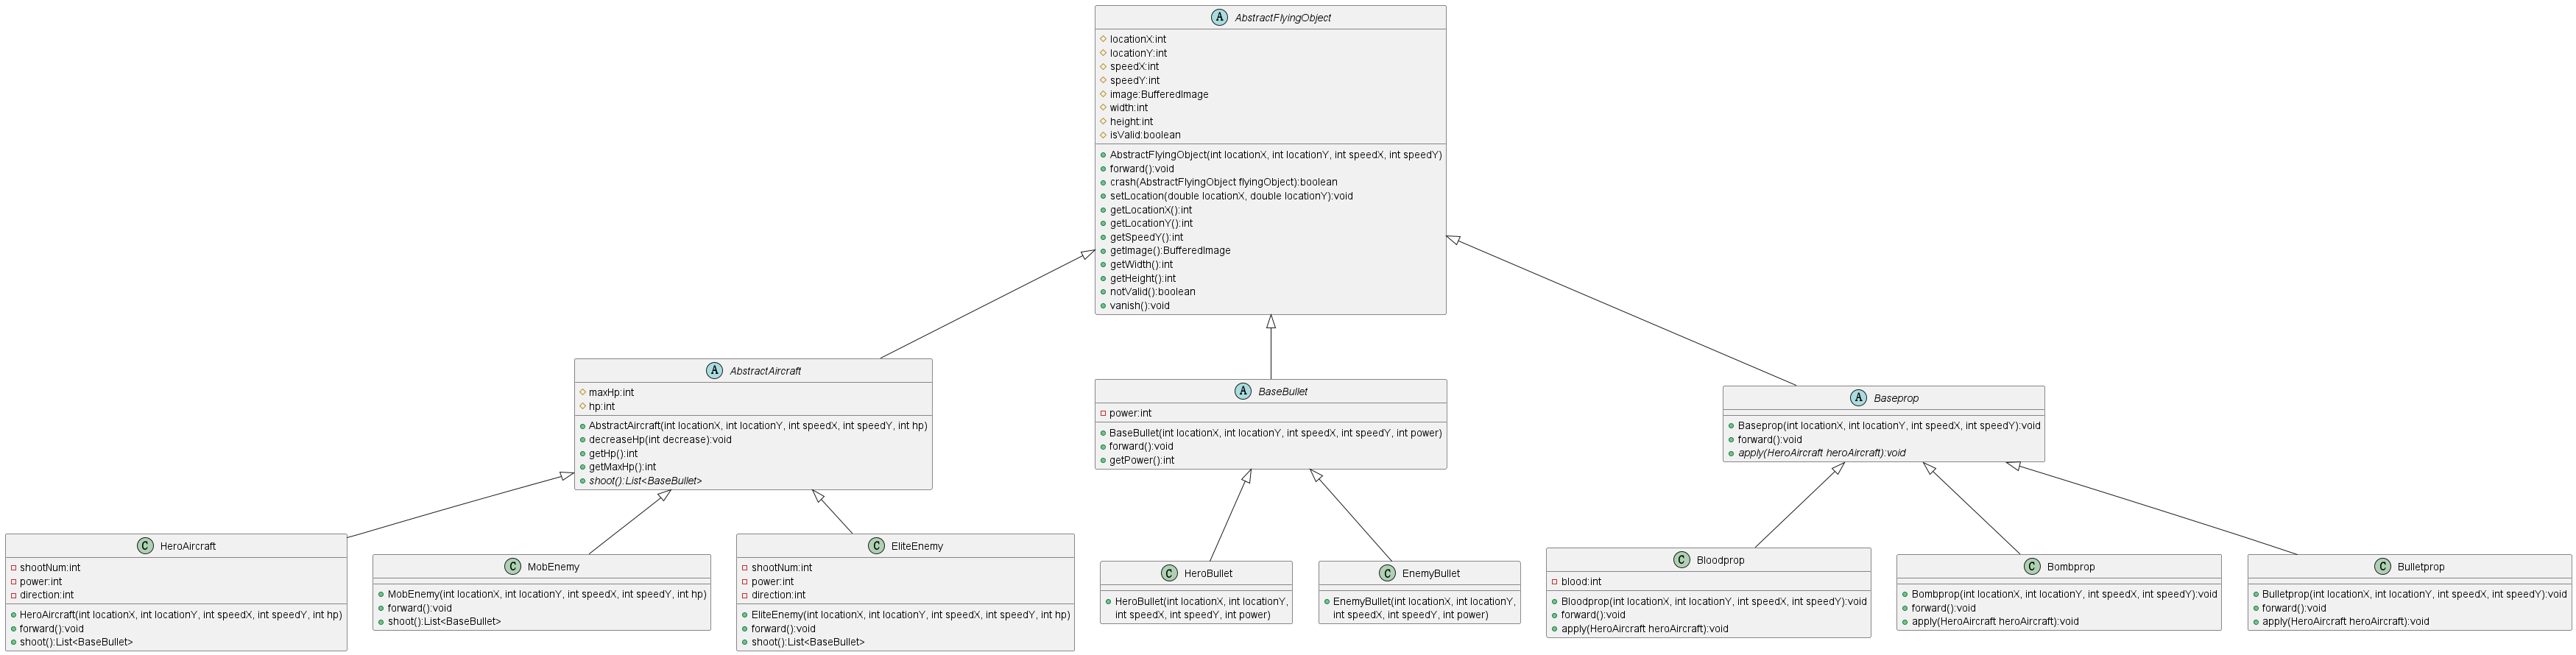 A AbstractFlyingObject
locationX:int
locationY:int
speedX:int
speedY:int
image:BufferedImage
width:int
height:int
isValid:boolean
AbstractFlyingObject(int locationX, int locationY, int speedX, int speedY)
forward():void
crash(AbstractFlyingObject flyingObject):boolean
setLocation(double locationX, double locationY):void
getLocationX():int
getLocationY():int
getSpeedY():int
getImage():BufferedImage
getWidth():int
getHeight():int
notValid():boolean
vanish():void
A AbstractAircraft
maxHp:int
hp:int
AbstractAircraft(int locationX, int locationY, int speedX, int speedY, int hp)
decreaseHp(int decrease):void
getHp():int
getMaxHp():int
shoot():List<BaseBullet>
A BaseBullet
power:int
BaseBullet(int locationX, int locationY, int speedX, int speedY, int power)
forward():void
getPower():int
A Baseprop
Baseprop(int locationX, int locationY, int speedX, int speedY):void
forward():void
apply(HeroAircraft heroAircraft):void
C HeroAircraft
shootNum:int
power:int
direction:int
HeroAircraft(int locationX, int locationY, int speedX, int speedY, int hp)
forward():void
shoot():List<BaseBullet>
C MobEnemy
MobEnemy(int locationX, int locationY, int speedX, int speedY, int hp)
forward():void
shoot():List<BaseBullet>
C EliteEnemy
shootNum:int
power:int
direction:int
EliteEnemy(int locationX, int locationY, int speedX, int speedY, int hp)
forward():void
shoot():List<BaseBullet>
C HeroBullet
HeroBullet(int locationX, int locationY,
int speedX, int speedY, int power)
C EnemyBullet
EnemyBullet(int locationX, int locationY,
int speedX, int speedY, int power)
C Bloodprop
blood:int
Bloodprop(int locationX, int locationY, int speedX, int speedY):void
forward():void
apply(HeroAircraft heroAircraft):void
C Bombprop
Bombprop(int locationX, int locationY, int speedX, int speedY):void
forward():void
apply(HeroAircraft heroAircraft):void
C Bulletprop
Bulletprop(int locationX, int locationY, int speedX, int speedY):void
forward():void
apply(HeroAircraft heroAircraft):void